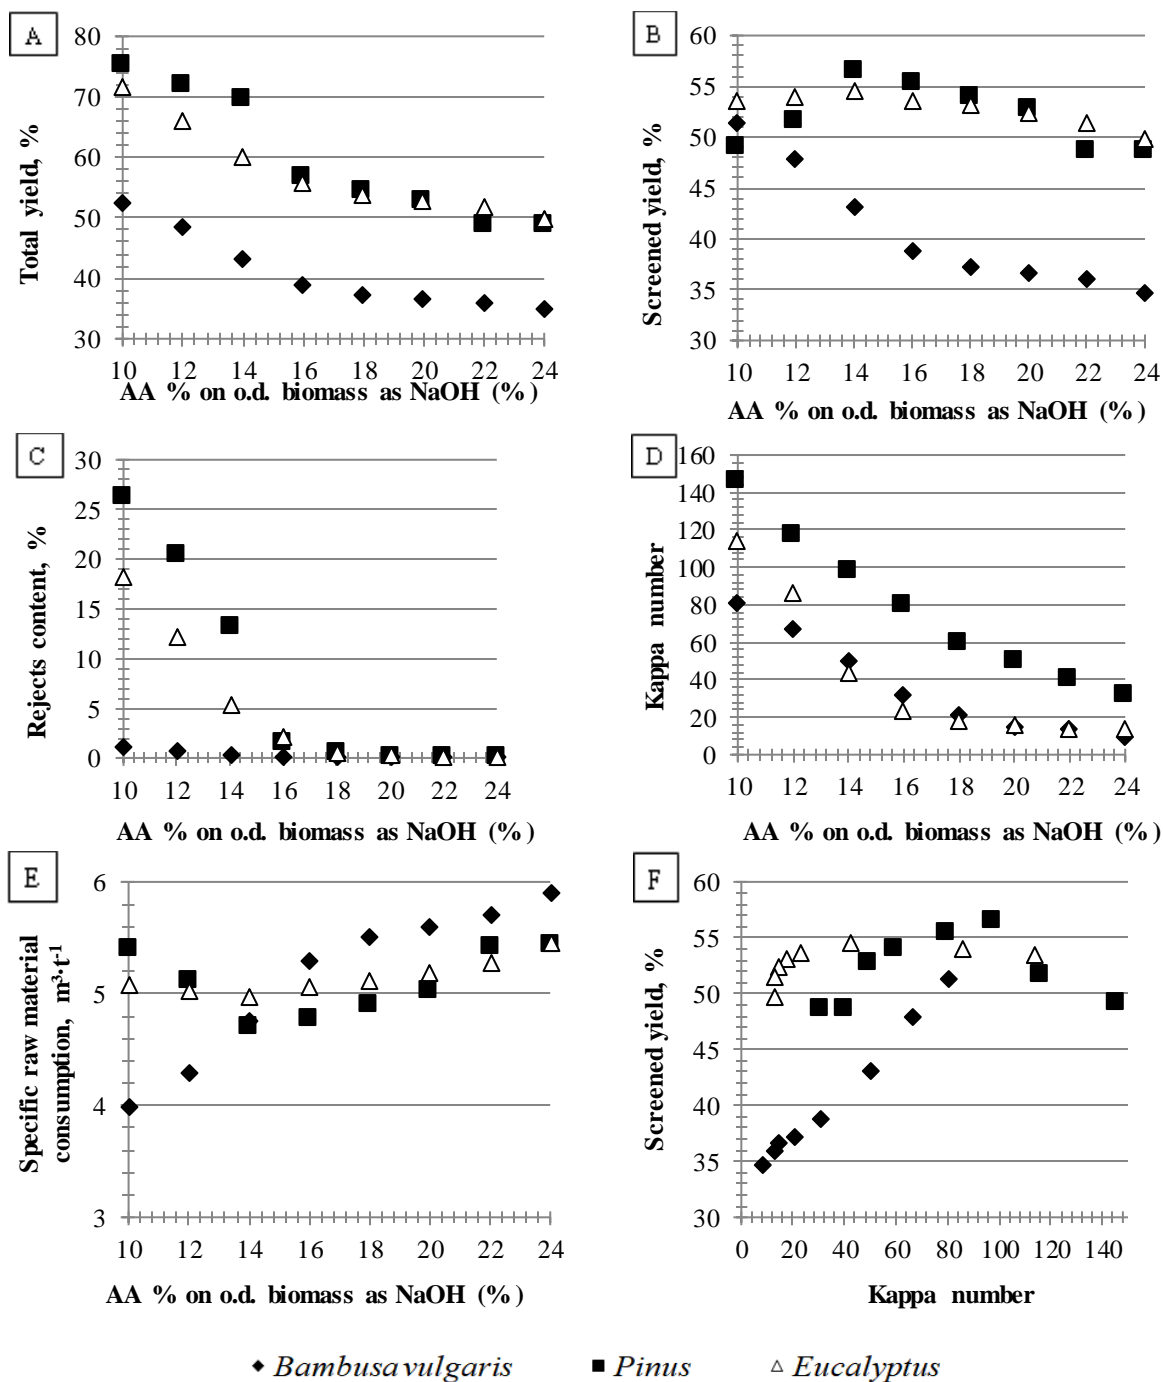 A
80
70
60
50
40
30
Total yield, %
10 12 14 16 18 20 22 24
AA % on o.d. biomass as NaOH (%)
B
60
55
50
45
40
35
30
Screened yield, %
10 12 14 16 18 20 22 24
AA % on o.d. biomass as NaOH (%)
C
30
25
20
15
10
5
0
Rejects content, %
10 12 14 16 18 20 22 24
AA % on o.d. biomass as NaOH (%)
D
160
140
120
100
80
60
40
20
0
Kappa number
10 12 14 16 18 20 22 24
AA % on o.d. biomass as NaOH (%)
E
6
5
4
3
Specific raw material
consumption, m³·t⁻¹
10 12 14 16 18 20 22 24
AA % on o.d. biomass as NaOH (%)
F
60
55
50
45
40
35
30
Screened yield, %
0 20 40 60 80 100 120 140
Kappa number
Bambusa vulgaris
Pinus
Eucalyptus